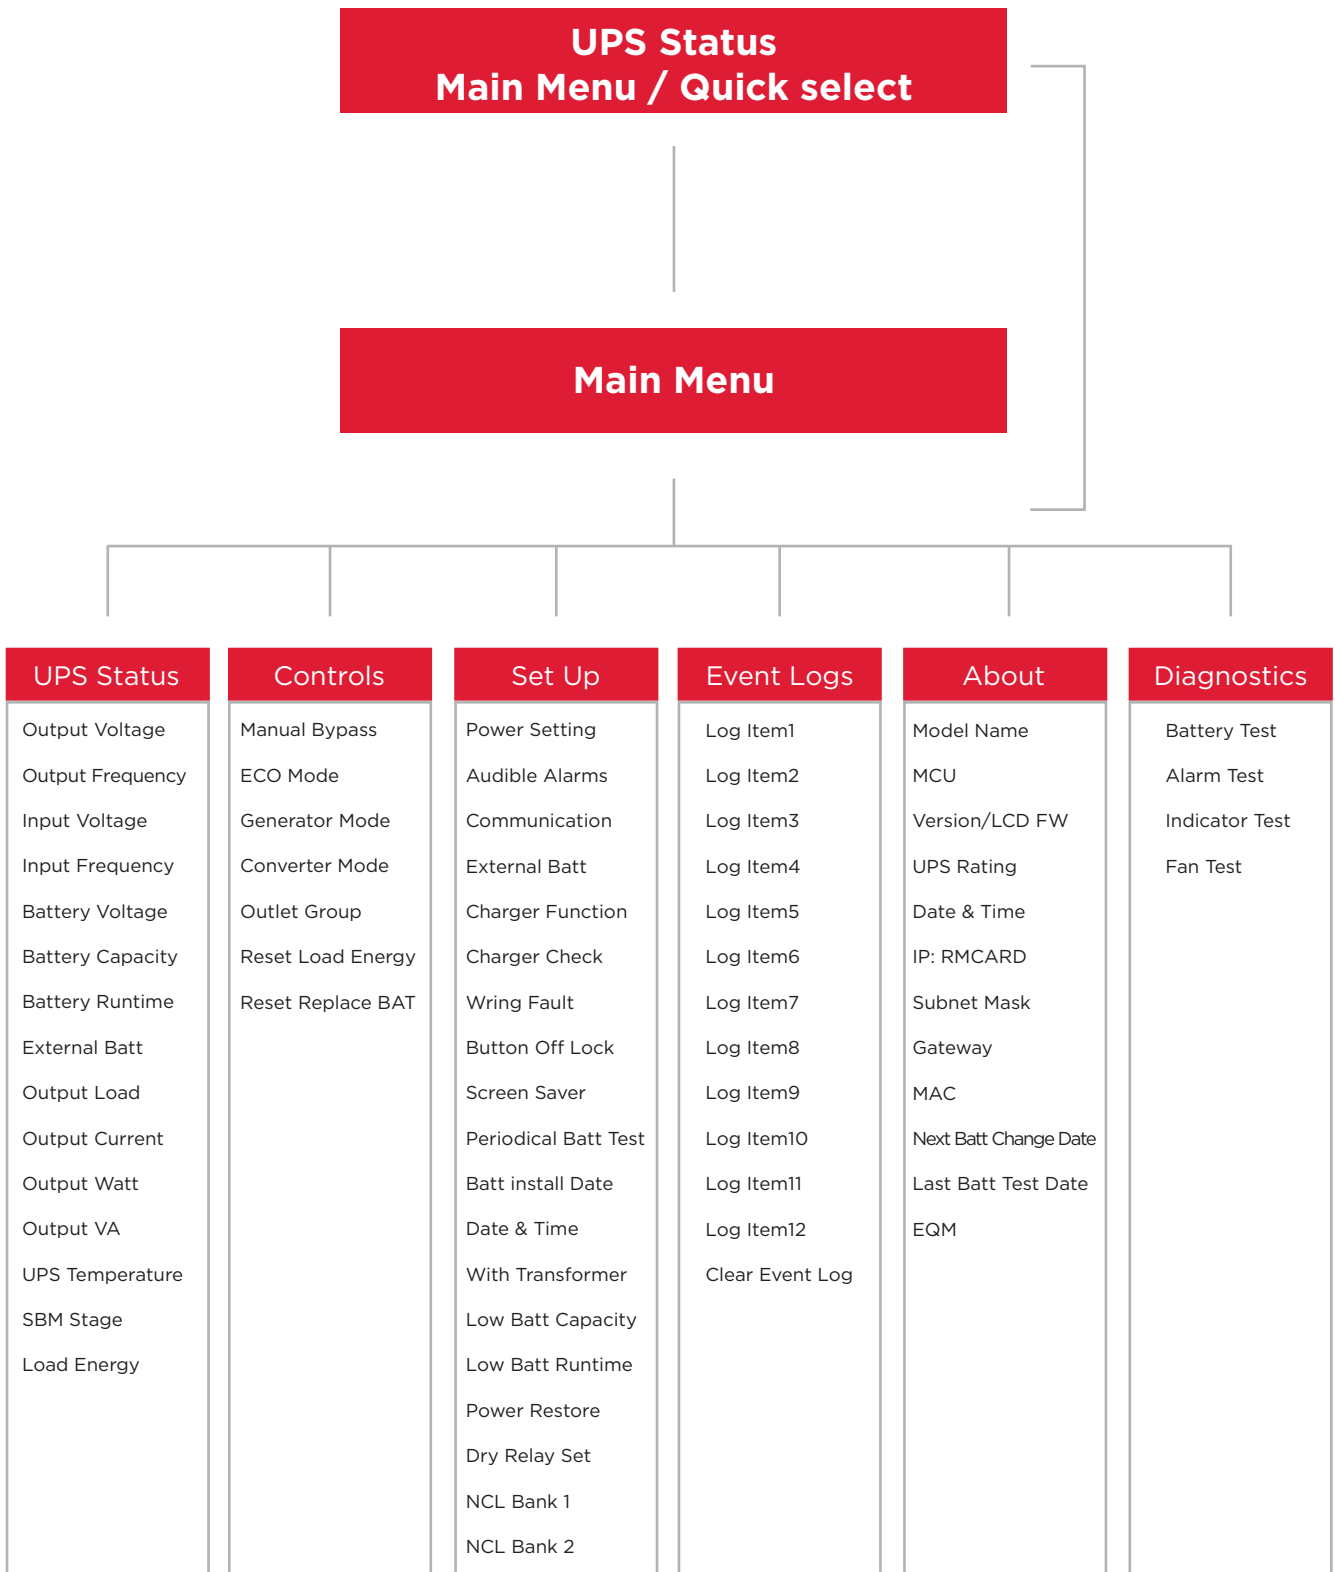 UPS Status
Main Menu / Quick select
Main Menu
UPS Status
Output Voltage
Output Frequency
Input Voltage
Input Frequency
Battery Voltage
Battery Capacity
Battery Runtime
External Batt
Output Load
Output Current
Output Watt
Output VA
UPS Temperature
SBM Stage
Load Energy
Controls
Manual Bypass
ECO Mode
Generator Mode
Converter Mode
Outlet Group
Reset Load Energy
Reset Replace BAT
Set Up
Power Setting
Audible Alarms
Communication
External Batt
Charger Function
Charger Check
Wring Fault
Button Off Lock
Screen Saver
Periodical Batt Test
Batt install Date
Date & Time
With Transformer
Low Batt Capacity
Low Batt Runtime
Power Restore
Dry Relay Set
NCL Bank 1
NCL Bank 2
Event Logs
Log Item1
Log Item2
Log Item3
Log Item4
Log Item5
Log Item6
Log Item7
Log Item8
Log Item9
Log Item10
Log Item11
Log Item12
Clear Event Log
About
Model Name
MCU
Version/LCD FW
UPS Rating
Date & Time
IP: RMCARD
Subnet Mask
Gateway
MAC
Next Batt Change Date
Last Batt Test Date
EQM
Diagnostics
Battery Test
Alarm Test
Indicator Test
Fan Test